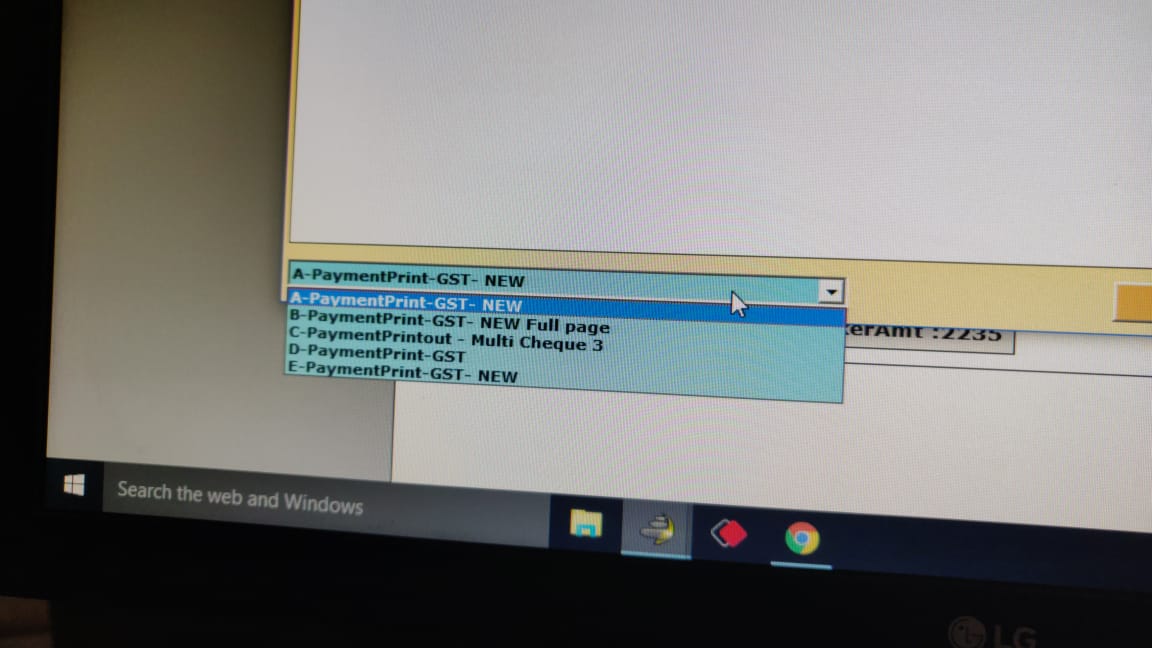 A-PaymentPrint-GST- NEW
A-PaymentPrint-GST- NEW
B-PaymentPrint-GST- NEW Full page
C-PaymentPrintout - Multi Cheque 3
D-PaymentPrint-GST
E-PaymentPrint-GST- NEW
kerAmt :2235
Search the web and Windows
LG